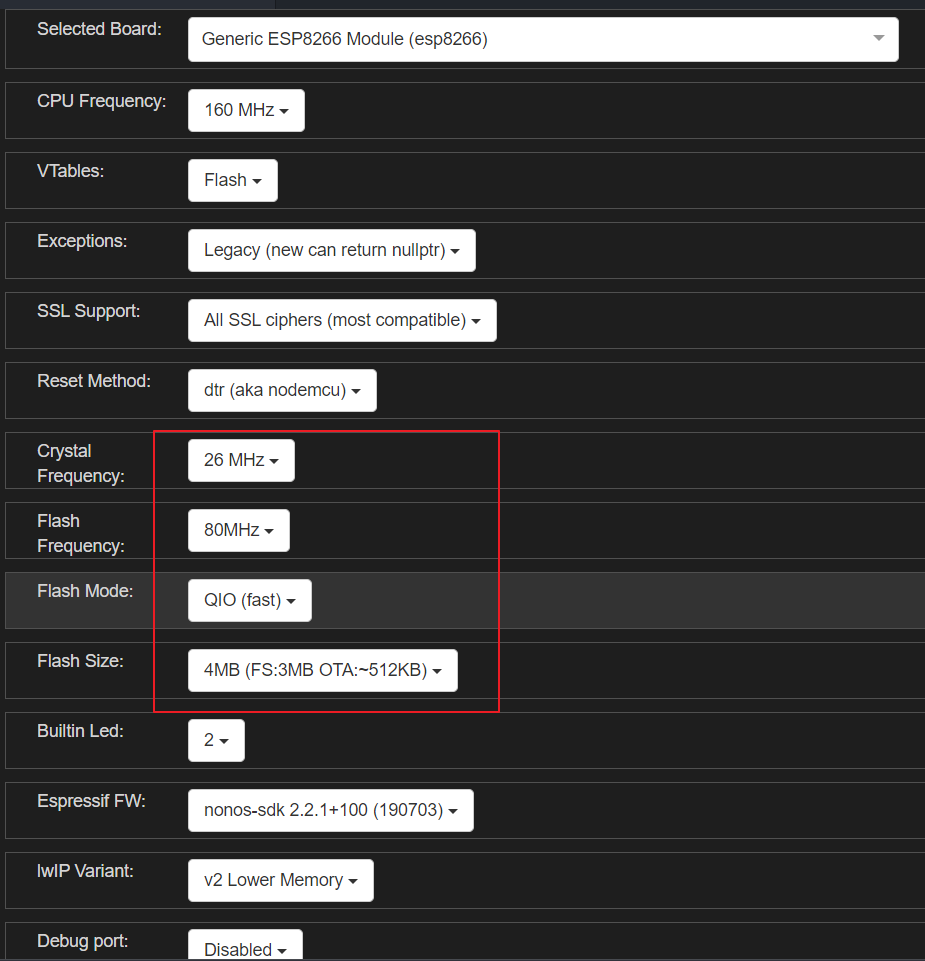 Selected Board:
Generic ESP8266 Module (esp8266)
CPU Frequency:
160 MHz
VTables:
Flash
Exceptions:
Legacy (new can return nullptr)
SSL Support:
All SSL ciphers (most compatible)
Reset Method:
dtr (aka nodemcu)
Crystal
Frequency:
26 MHz
Flash
Frequency:
80MHz
Flash Mode:
QIO (fast)
Flash Size:
4MB (FS:3MB OTA:~512KB)
Builtin Led:
2
Espressif FW:
nonos-sdk 2.2.1+100 (190703)
lwIP Variant:
v2 Lower Memory
Debug port:
Disabled